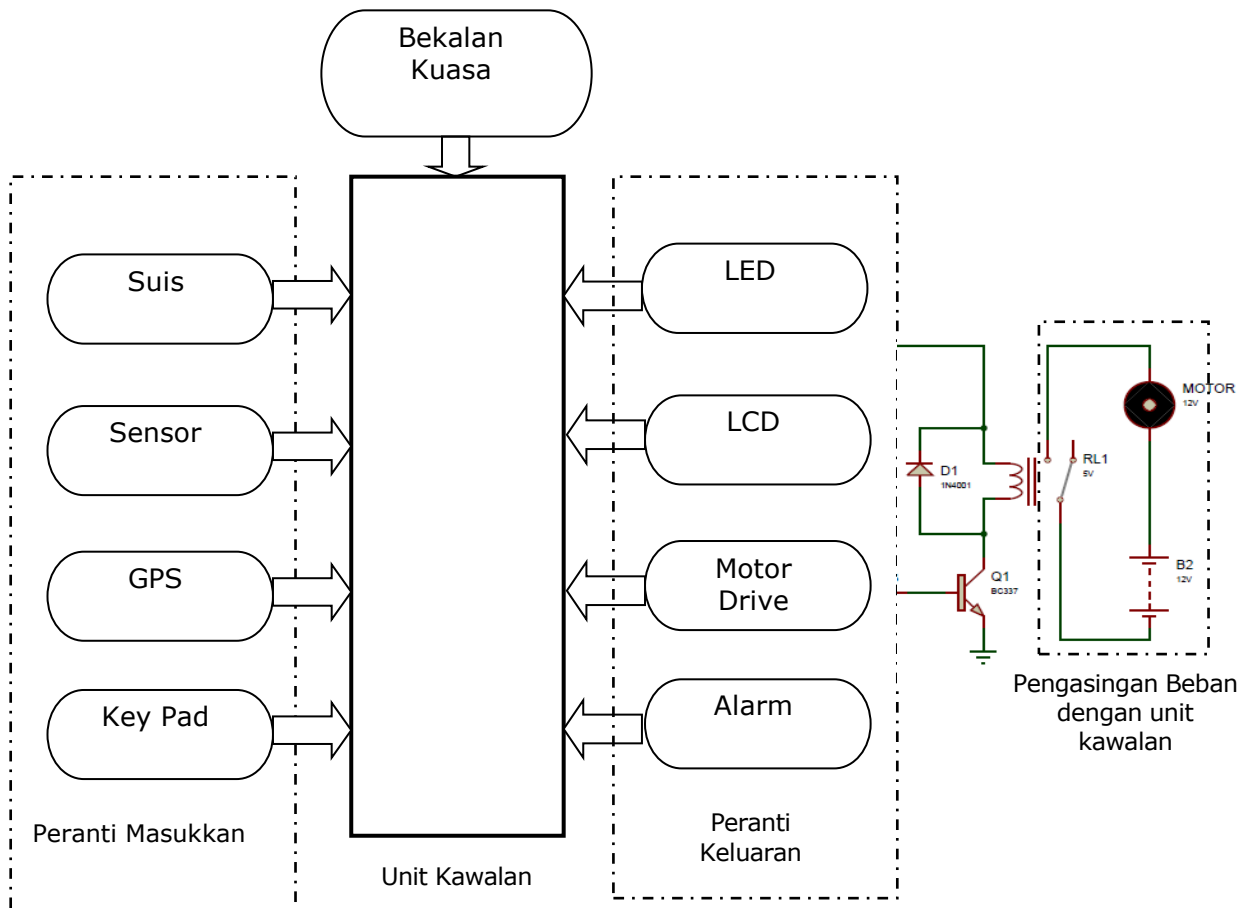 Bekalan
Kuasa
Suis
Sensor
GPS
Key Pad
Peranti Masukkan
Unit Kawalan
LED
LCD
Motor
Drive
Alarm
Peranti
Keluaran
D1
1N4001
Q1
BC337
RL1
5V
MOTOR
12V
B2
12V
Pengasingan Beban
dengan unit
kawalan